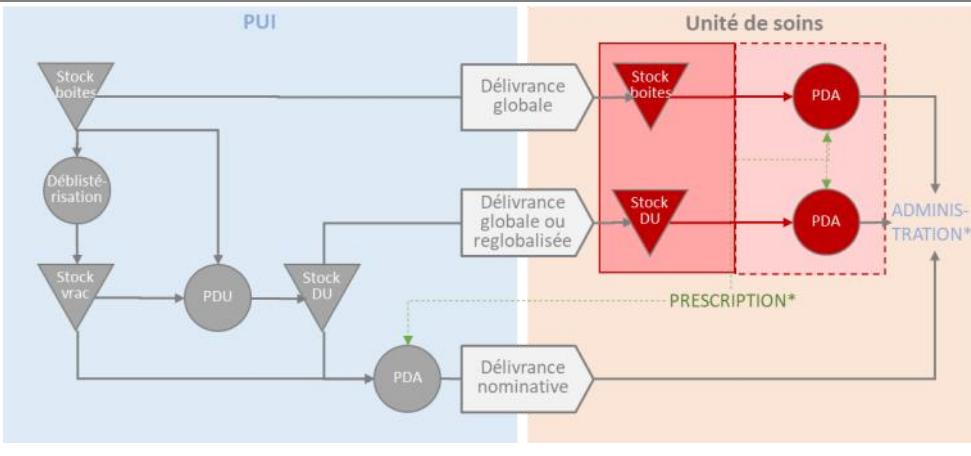 PUI
Unité de soins
Stock
boites
Délivrance
globale
Stock
boites
PDA
Déblisté-
risation
Délivrance
globale ou
reglobalisée
Stock
DU
PDA
ADMINIS-
TRATION*
Stock
vrac
PDU
Stock
DU
PRESCRIPTION*
PDA
Délivrance
nominative